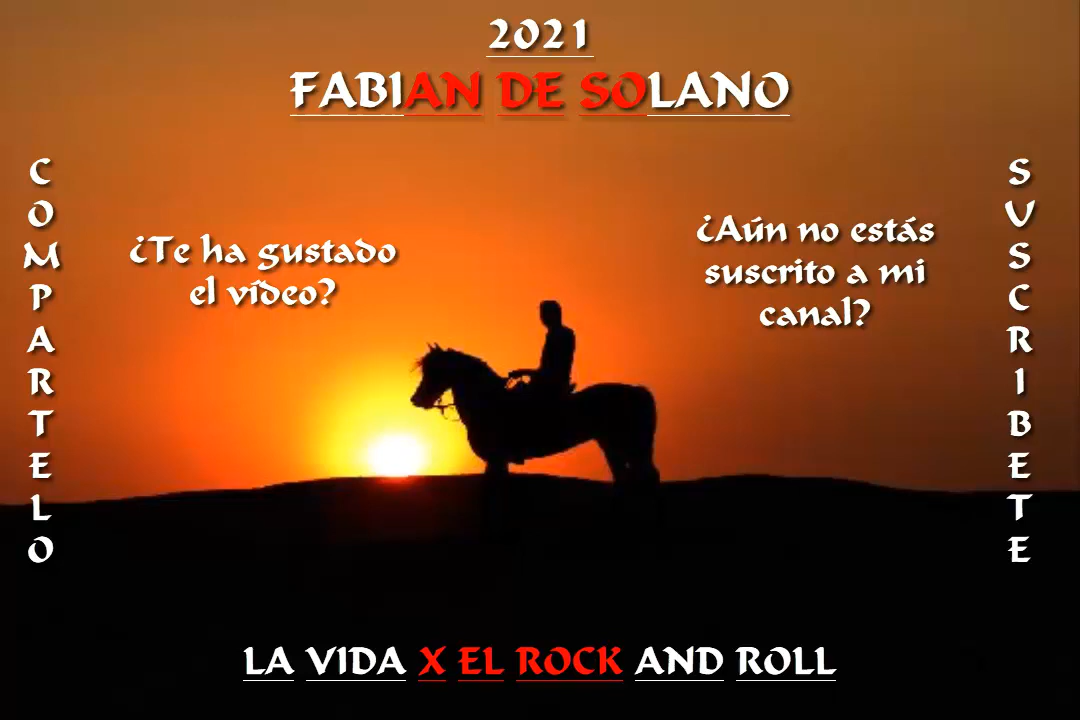 2021
FABIAN DE SOLANO
COMPARTELO
¿Te ha gustado
el vídeo?
¿Aún no estás
suscrito a mi
canal?
SUSCRIBETE
LA VIDA X EL ROCK AND ROLL